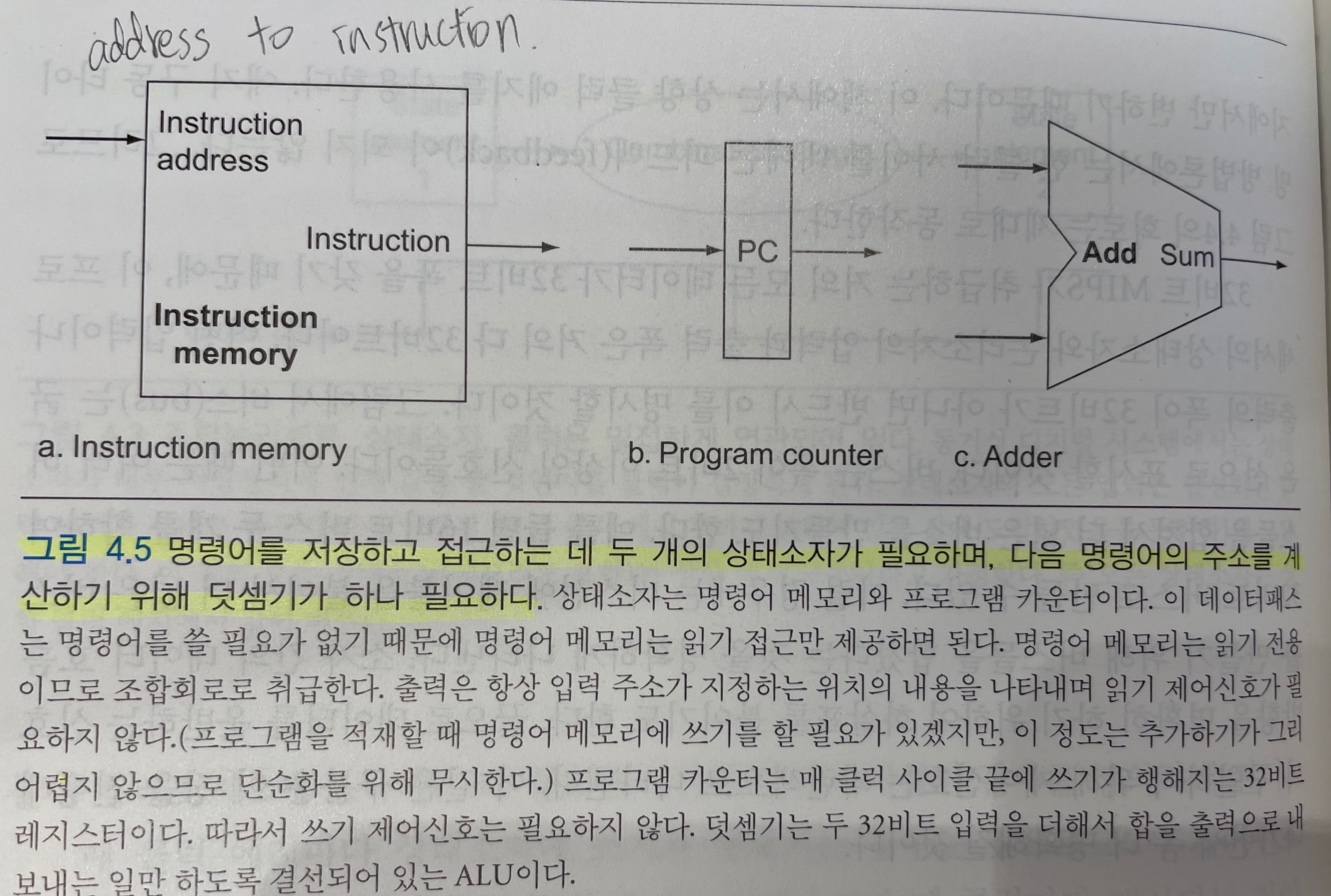 address to instruction.
Instruction
address
Instruction
Instruction
memory
PC
Add Sum
a. Instruction memory
b. Program counter
c. Adder
그림 4.5 명령어를 저장하고 접근하는 데 두 개의 상태소자가 필요하며, 다음 명령어의 주소를 계
산하기 위해 덧셈기가 하나 필요하다. 상태소자는 명령어 메모리와 프로그램 카운터이다. 이 데이터패스
는 명령어를 쓸 필요가 없기 때문에 명령어 메모리는 읽기 접근만 제공하면 된다. 명령어 메모리는 읽기 전용
이므로 조합회로로 취급한다. 출력은 항상 입력 주소가 지정하는 위치의 내용을 나타내며 읽기 제어신호가 필
요하지 않다.(프로그램을 적재할 때 명령어 메모리에 쓰기를 할 필요가 있겠지만, 이 정도는 추가하기가 그리
어렵지 않으므로 단순화를 위해 무시한다.) 프로그램 카운터는 매 클럭 사이클 끝에 쓰기가 행해지는 32비트
레지스터이다. 따라서 쓰기 제어신호는 필요하지 않다. 덧셈기는 두 32비트 입력을 더해서 합을 출력으로 내
보내는 일만 하도록 결선되어 있는 ALU이다.